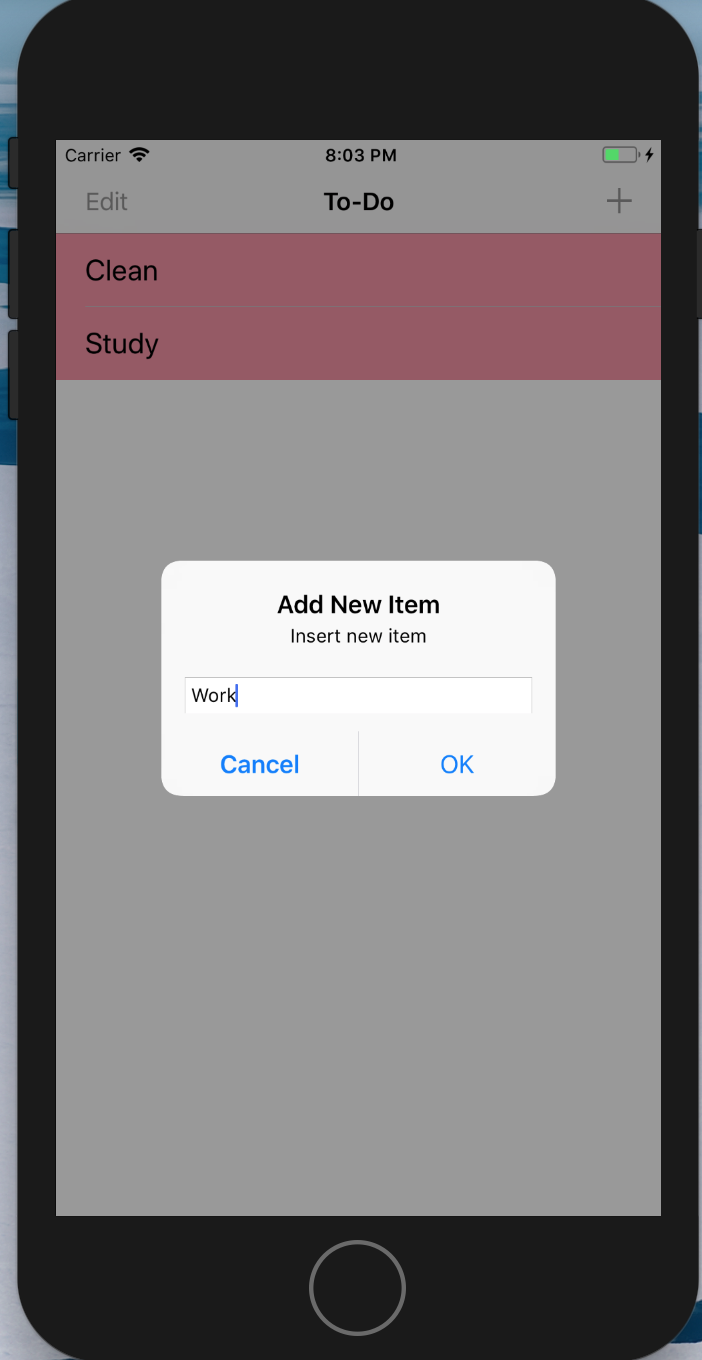 Carrier 8:03 PM
Edit To-Do
Clean
Study
Add New Item
Insert new item
Work
Cancel OK